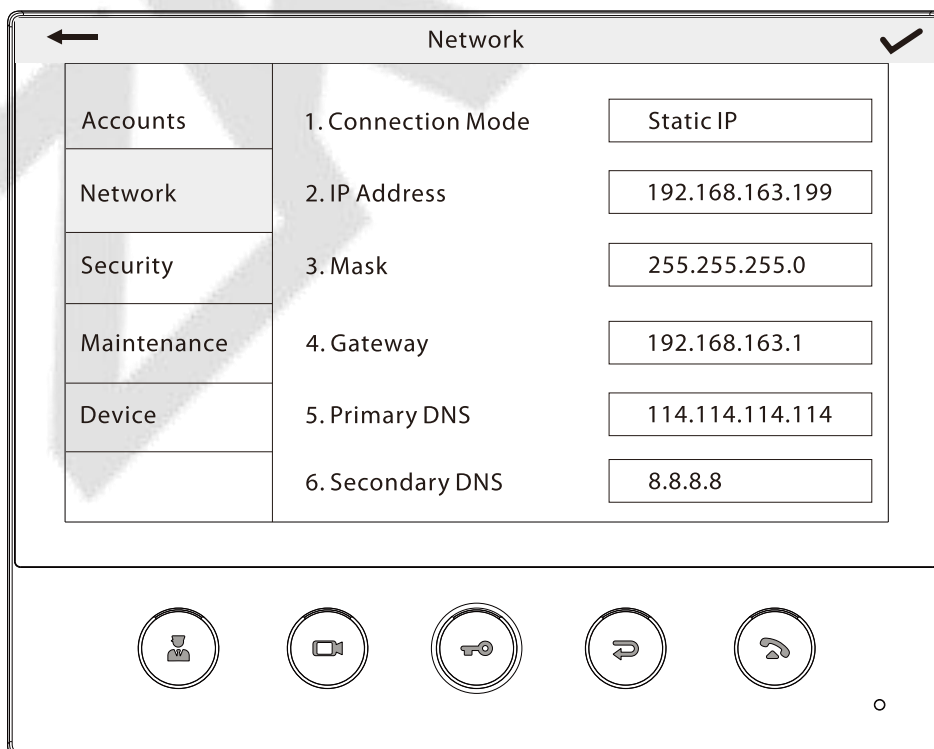 Network
Accounts
1. Connection Mode
Static IP
Network
2. IP Address
192.168.163.199
Security
3. Mask
255.255.255.0
Maintenance
4. Gateway
192.168.163.1
Device
5. Primary DNS
114.114.114.114
6. Secondary DNS
8.8.8.8